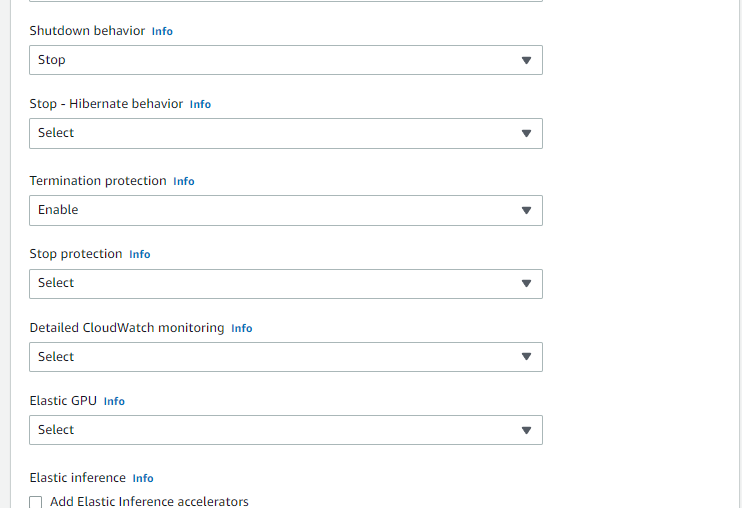 Shutdown behavior Info
Stop
Stop - Hibernate behavior Info
Select
Termination protection Info
Enable
Stop protection Info
Select
Detailed CloudWatch monitoring Info
Select
Elastic GPU Info
Select
Elastic inference Info
Add Elastic Inference accelerators